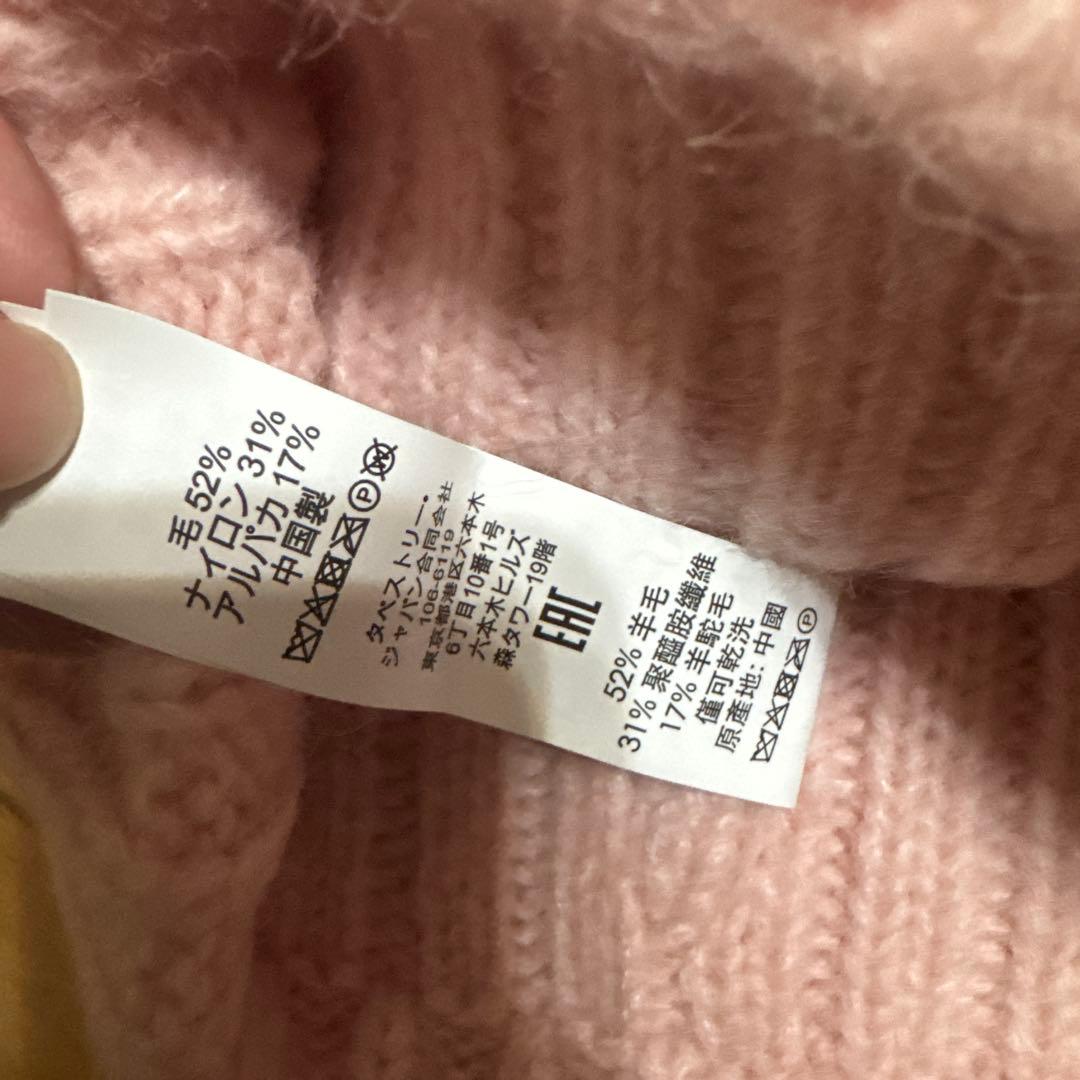 毛 52%
ナイロン 31%
アルパカ 17%
中国製
P W
タペストリー・
ジャパン合同会社
106-6119
東京都港区六本木
6丁目10番1号
六本木ヒルズ
森タワー19階
EAC
52% 羊毛
31% 聚醯胺纖維
17% 羊駝毛
僅可乾洗
原產地: 中國
P